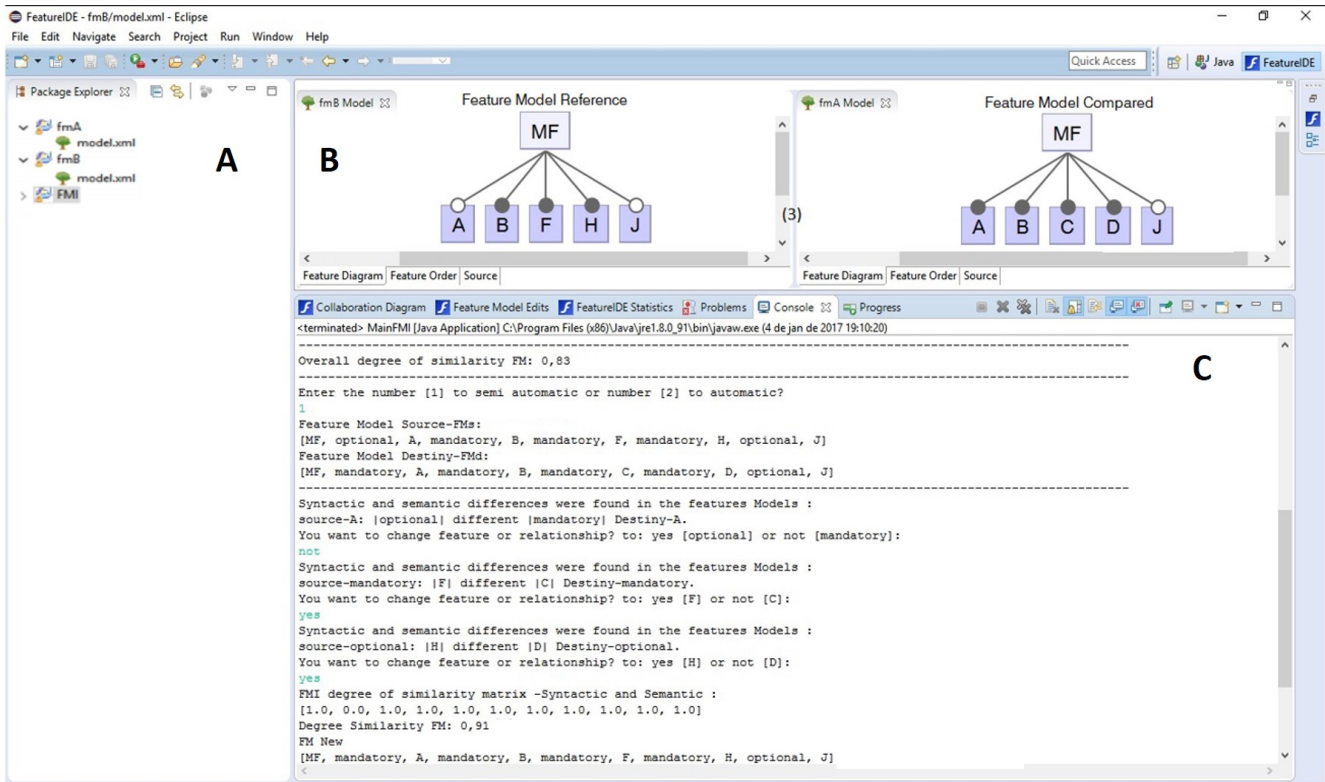 FeatureIDE - fmB/model.xml - Eclipse
File Edit Navigate Search Project Run Window Help
Quick Access Java FeatureIDE
Package Explorer
fmA
model.xml
fmB
model.xml
FMI
A
fmB Model
Feature Model Reference
B
MF
A B F H J
Feature Diagram Feature Order Source
(3)
fmA Model
Feature Model Compared
MF
A B C D J
Feature Diagram Feature Order Source
Collaboration Diagram Feature Model Edits FeatureIDE Statistics Problems Console Progress
<terminated> MainFMI [Java Application] C:\Program Files (x86)\Java\jre1.8.0_91\bin\javaw.exe (4 de jan de 2017 19:10:20)
C
--------------------------------------------------------------------------------
Overall degree of similarity FM: 0,83
--------------------------------------------------------------------------------
Enter the number [1] to semi automatic or number [2] to automatic?
1
Feature Model Source-FMs:
[MF, optional, A, mandatory, B, mandatory, F, mandatory, H, optional, J]
Feature Model Destiny-FMd:
[MF, mandatory, A, mandatory, B, mandatory, C, mandatory, D, optional, J]
--------------------------------------------------------------------------------
Syntactic and semantic differences were found in the features Models :
source-A: |optional| different |mandatory| Destiny-A.
You want to change feature or relationship? to: yes [optional] or not [mandatory]:
not
Syntactic and semantic differences were found in the features Models :
source-mandatory: |F| different |C| Destiny-mandatory.
You want to change feature or relationship? to: yes [F] or not [C]:
yes
Syntactic and semantic differences were found in the features Models :
source-optional: |H| different |D| Destiny-optional.
You want to change feature or relationship? to: yes [H] or not [D]:
yes
FMI degree of similarity matrix -Syntactic and Semantic :
[1.0, 0.0, 1.0, 1.0, 1.0, 1.0, 1.0, 1.0, 1.0, 1.0, 1.0]
Degree Similarity FM: 0,91
FM New
[MF, mandatory, A, mandatory, B, mandatory, F, mandatory, H, optional, J]